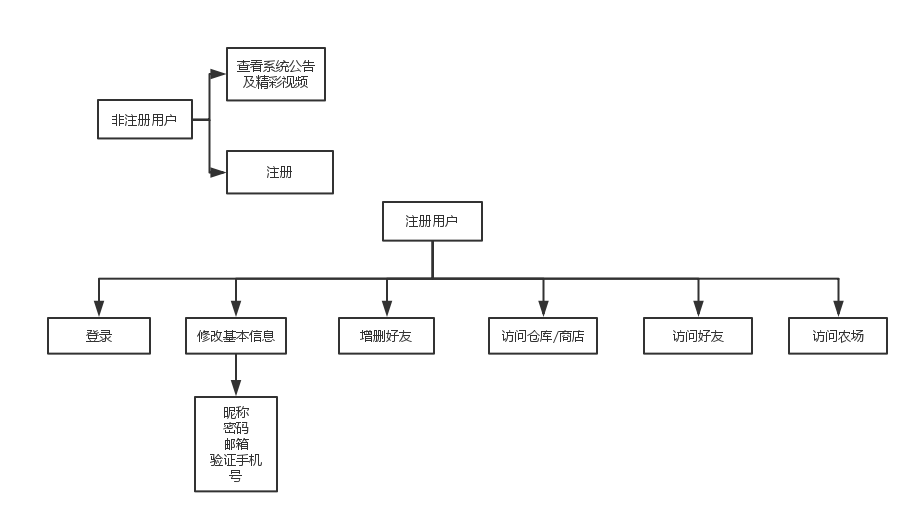 查看系统公告
及精彩视频
非注册用户
注册
注册用户
登录
修改基本信息
增删好友
访问仓库/商店
访问好友
访问农场
昵称
密码
邮箱
验证手机
号